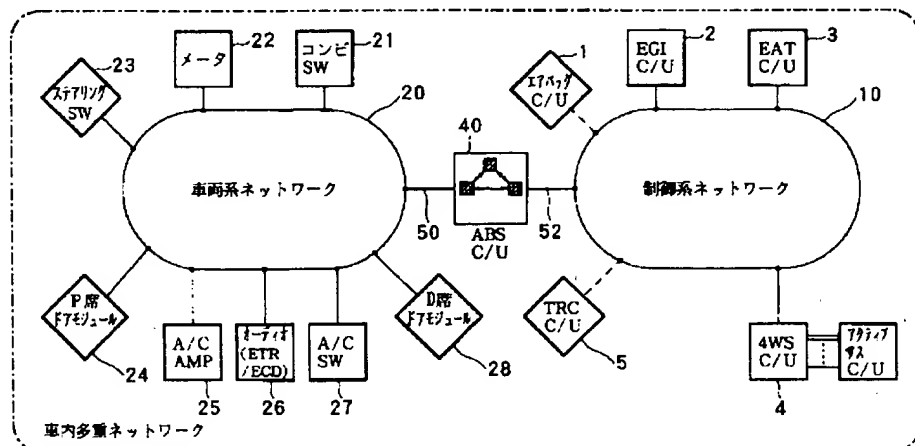 23
ステアリング
SW
22
メータ
21
コンビ
SW
20
車両系ネットワーク
50
40
ABS
C/U
52
1
エアバッグ
C/U
2
EGI
C/U
3
EAT
C/U
10
制御系ネットワーク
P席
ドアモジュール
24
A/C
AMP
25
オーディオ
(ETR
/ECD)
26
A/C
SW
27
D席
ドアモジュール
28
TRC
C/U
5
4WS
C/U
4
アクティブ
サス
C/U
車内多重ネットワーク